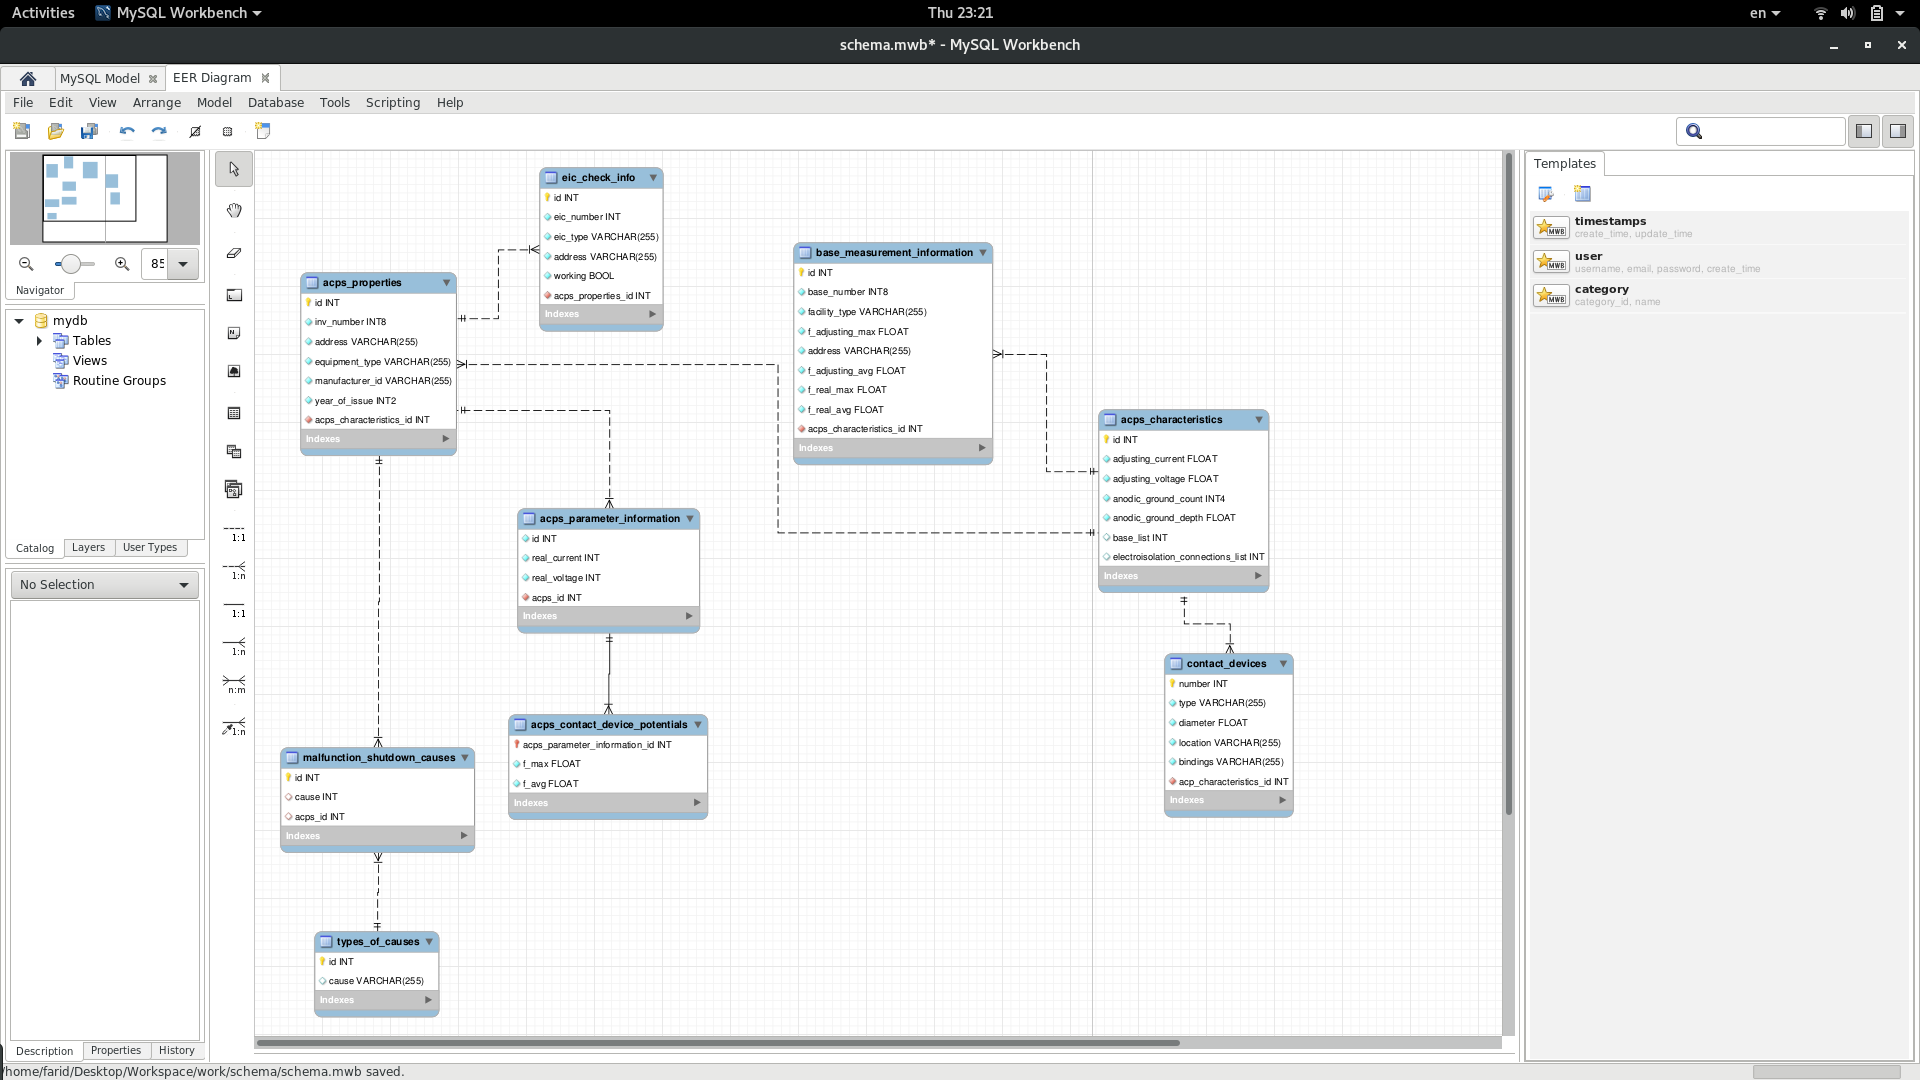 Activities
MySQL Workbench
Thu 23:21
en
schema.mwb* - MySQL Workbench
MySQL Model
EER Diagram
File Edit View Arrange Model Database Tools Scripting Help
85
Navigator
mydb
Tables
Views
Routine Groups
Catalog Layers User Types
No Selection
Description Properties History
1:1
1:n
1:1
1:n
n:m
1:n
eic_check_info
id INT
eic_number INT
eic_type VARCHAR(255)
address VARCHAR(255)
working BOOL
acps_properties_id INT
Indexes
acps_properties
id INT
inv_number INT8
address VARCHAR(255)
equipment_type VARCHAR(255)
manufacturer_id VARCHAR(255)
year_of_issue INT2
acps_characteristics_id INT
Indexes
base_measurement_information
id INT
base_number INT8
facility_type VARCHAR(255)
f_adjusting_max FLOAT
address VARCHAR(255)
f_adjusting_avg FLOAT
f_real_max FLOAT
f_real_avg FLOAT
acps_characteristics_id INT
Indexes
acps_characteristics
id INT
adjusting_current FLOAT
adjusting_voltage FLOAT
anodic_ground_count INT4
anodic_ground_depth FLOAT
base_list INT
electroisolation_connections_list INT
Indexes
acps_parameter_information
id INT
real_current INT
real_voltage INT
acps_id INT
Indexes
contact_devices
number INT
type VARCHAR(255)
diameter FLOAT
location VARCHAR(255)
bindings VARCHAR(255)
acp_characteristics_id INT
Indexes
acps_contact_device_potentials
acps_parameter_information_id INT
f_max FLOAT
f_avg FLOAT
Indexes
malfunction_shutdown_causes
id INT
cause INT
acps_id INT
Indexes
types_of_causes
id INT
cause VARCHAR(255)
Indexes
Templates
MWB
timestamps
create_time, update_time
MWB
user
username, email, password, create_time
MWB
category
category_id, name
/home/farid/Desktop/Workspace/work/schema/schema.mwb saved.